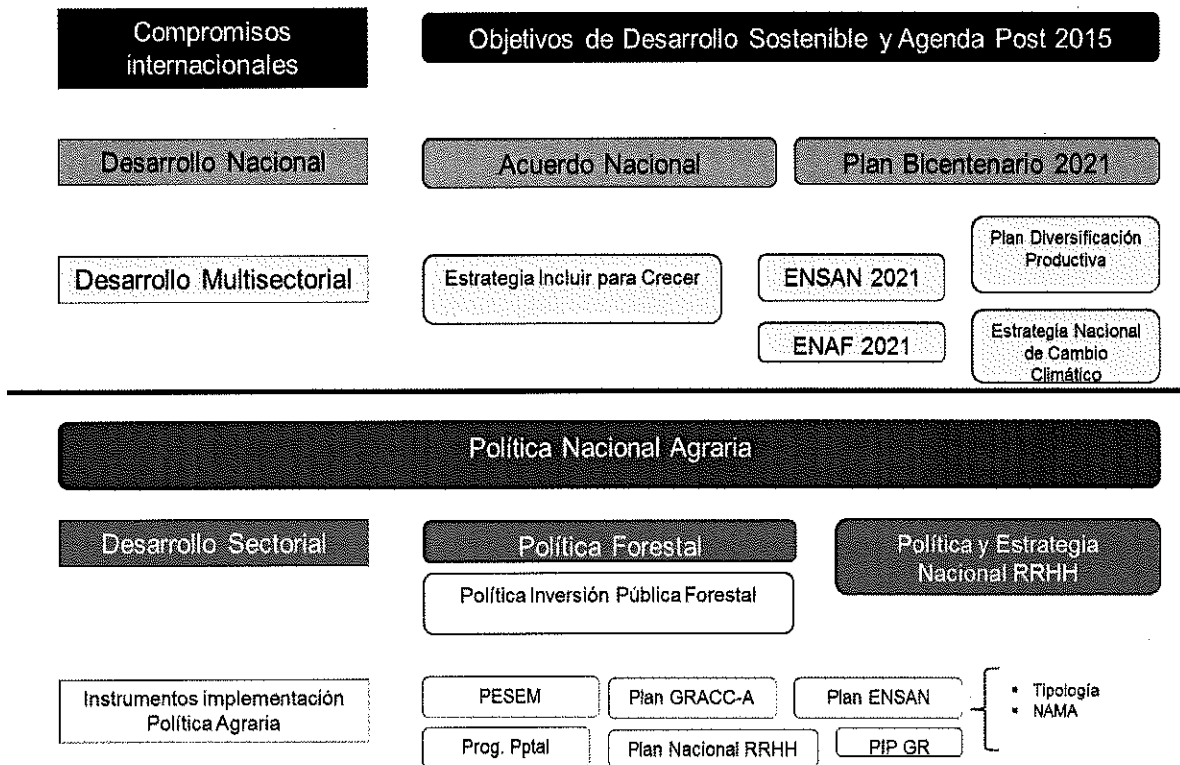 Compromisos
internacionales
Objetivos de Desarrollo Sostenible y Agenda Post 2015
Desarrollo Nacional
Acuerdo Nacional
Plan Bicentenario 2021
Desarrollo Multisectorial
Estrategia Incluir para Crecer
ENSAN 2021
Plan Diversificación
Productiva
ENAF 2021
Estrategia Nacional
de Cambio
Climático
Política Nacional Agraria
Desarrollo Sectorial
Política Forestal
Política y Estrategia
Nacional RRHH
Política Inversión Pública Forestal
Instrumentos implementación
Política Agraria
PESEM
Plan GRACC-A
Plan ENSAN
▪ Tipología
▪ NAMA
Prog. Pptal
Plan Nacional RRHH
PIP GR